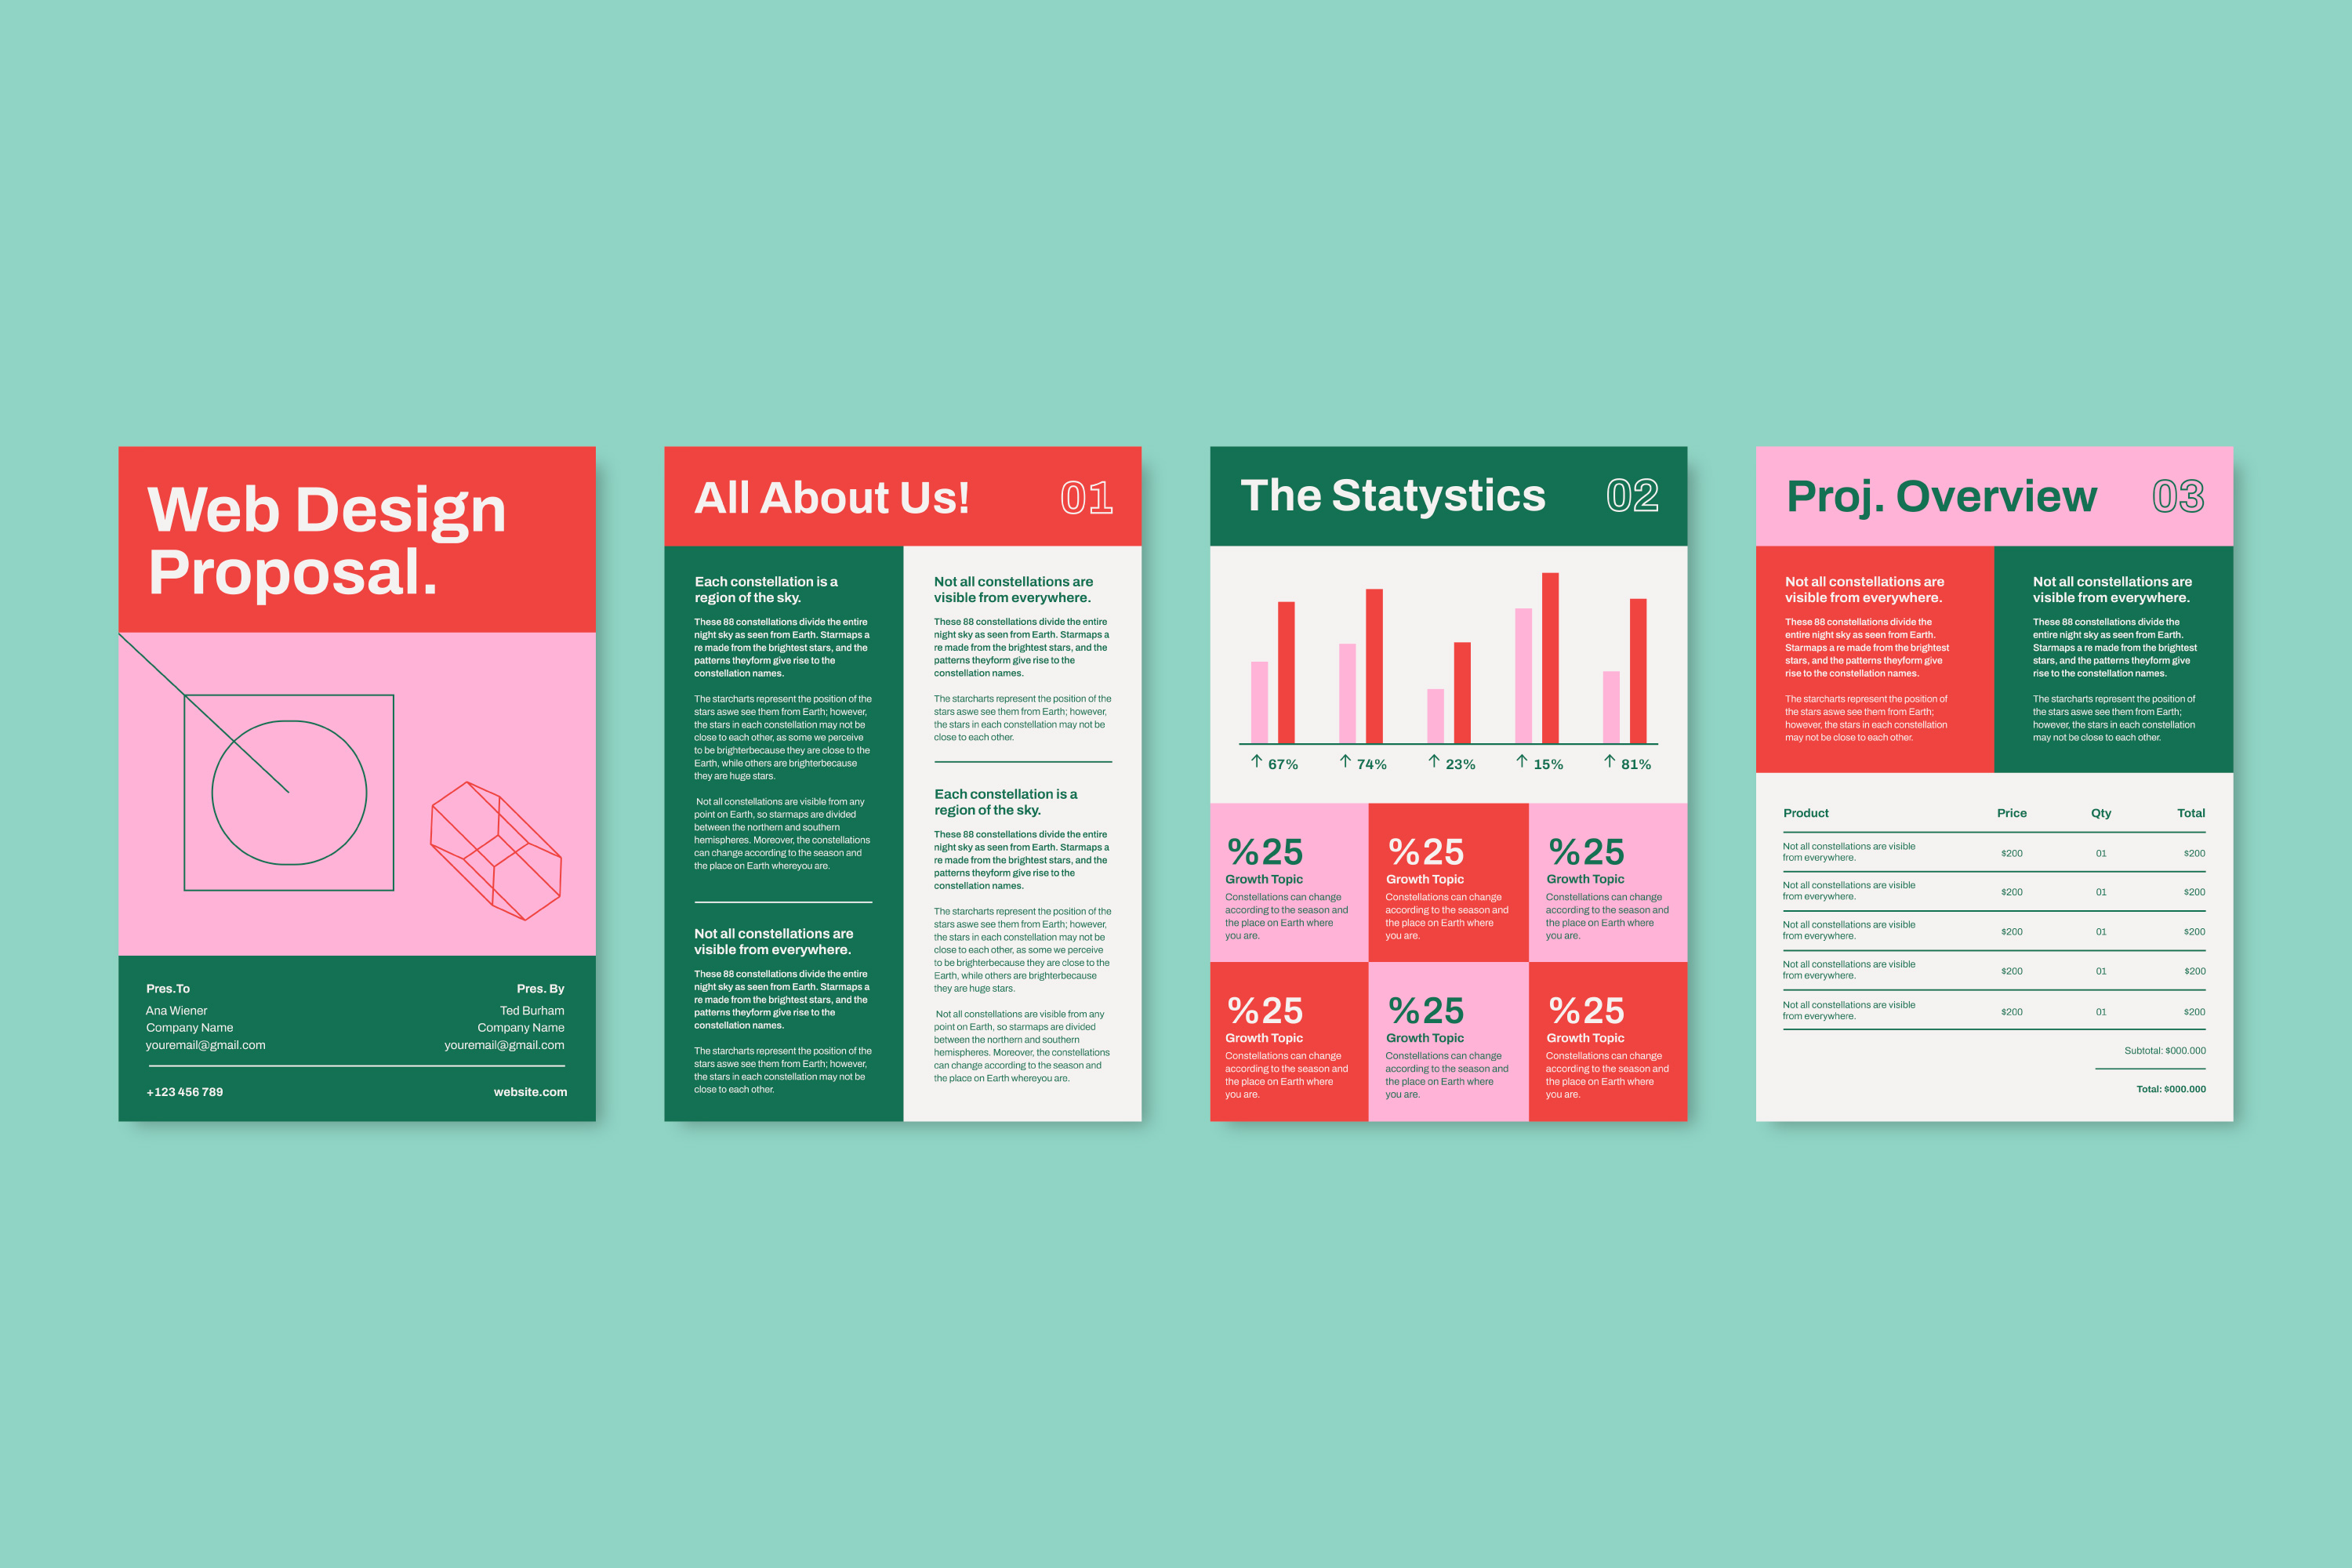 Web Design
Proposal.
Pres.To
Ana Wiener
Company Name
youremail@gmail.com
Pres. By
Ted Burham
Company Name
youremail@gmail.com
+123 456 789
website.com
All About Us!
01
Each constellation is a
region of the sky.
These 88 constellations divide the entire
night sky as seen from Earth. Starmaps a
re made from the brightest stars, and the
patterns theyform give rise to the
constellation names.
The starcharts represent the position of the
stars aswe see them from Earth; however,
the stars in each constellation may not be
close to each other, as some we perceive
to be brighterbecause they are close to the
Earth, while others are brighterbecause
they are huge stars.
Not all constellations are visible from any
point on Earth, so starmaps are divided
between the northern and southern
hemispheres. Moreover, the constellations
can change according to the season and
the place on Earth whereyou are.
Not all constellations are
visible from everywhere.
These 88 constellations divide the entire
night sky as seen from Earth. Starmaps a
re made from the brightest stars, and the
patterns theyform give rise to the
constellation names.
The starcharts represent the position of the
stars aswe see them from Earth; however,
the stars in each constellation may not be
close to each other.
Not all constellations are
visible from everywhere.
These 88 constellations divide the entire
night sky as seen from Earth. Starmaps a
re made from the brightest stars, and the
patterns theyform give rise to the
constellation names.
The starcharts represent the position of the
stars aswe see them from Earth; however,
the stars in each constellation may not be
close to each other.
Each constellation is a
region of the sky.
These 88 constellations divide the entire
night sky as seen from Earth. Starmaps a
re made from the brightest stars, and the
patterns theyform give rise to the
constellation names.
The starcharts represent the position of the
stars aswe see them from Earth; however,
the stars in each constellation may not be
close to each other, as some we perceive
to be brighterbecause they are close to the
Earth, while others are brighterbecause
they are huge stars.
Not all constellations are visible from any
point on Earth, so starmaps are divided
between the northern and southern
hemispheres. Moreover, the constellations
can change according to the season and
the place on Earth whereyou are.
The Statystics
02
↑ 67% ↑ 74% ↑ 23% ↑ 15% ↑ 81%
%25
Growth Topic
Constellations can change
according to the season and
the place on Earth where
you are.
%25
Growth Topic
Constellations can change
according to the season and
the place on Earth where
you are.
%25
Growth Topic
Constellations can change
according to the season and
the place on Earth where
you are.
%25
Growth Topic
Constellations can change
according to the season and
the place on Earth where
you are.
%25
Growth Topic
Constellations can change
according to the season and
the place on Earth where
you are.
%25
Growth Topic
Constellations can change
according to the season and
the place on Earth where
you are.
Proj. Overview
03
Not all constellations are
visible from everywhere.
These 88 constellations divide the
entire night sky as seen from Earth.
Starmaps a re made from the brightest
stars, and the patterns theyform give
rise to the constellation names.
The starcharts represent the position of
the stars aswe see them from Earth;
however, the stars in each constellation
may not be close to each other.
Not all constellations are
visible from everywhere.
These 88 constellations divide the
entire night sky as seen from Earth.
Starmaps a re made from the brightest
stars, and the patterns theyform give
rise to the constellation names.
The starcharts represent the position of
the stars aswe see them from Earth;
however, the stars in each constellation
may not be close to each other.
Product Price Qty Total
Not all constellations are visible
from everywhere.
$200 01 $200
Not all constellations are visible
from everywhere.
$200 01 $200
Not all constellations are visible
from everywhere.
$200 01 $200
Not all constellations are visible
from everywhere.
$200 01 $200
Not all constellations are visible
from everywhere.
$200 01 $200
Subtotal: $000.000
Total: $000.000